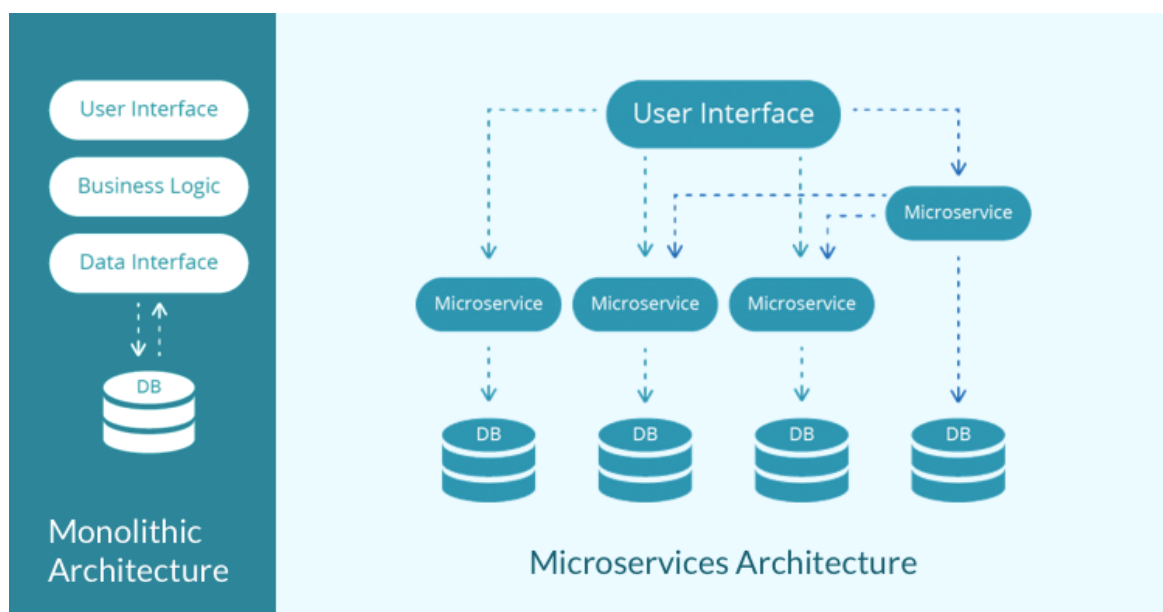 User Interface
Business Logic
Data Interface
DB
Monolithic
Architecture
User Interface
Microservice
Microservice
Microservice
Microservice
DB
DB
DB
DB
Microservices Architecture